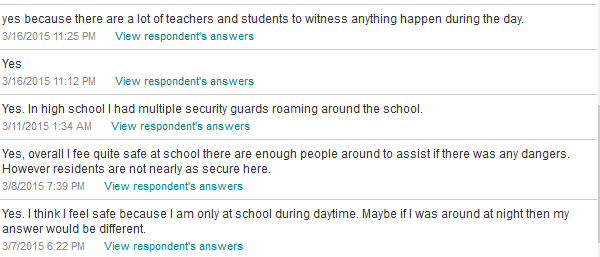 yes because there are a lot of teachers and students to witness anything happen during the day.
3/16/2015 11:25 PM View respondent's answers
Yes
3/16/2015 11:12 PM View respondent's answers
Yes. In high school I had multiple security guards roaming around the school.
3/11/2015 1:34 AM View respondent's answers
Yes, overall I fee quite safe at school there are enough people around to assist if there was any dangers.
However residents are not nearly as secure here.
3/8/2015 7:39 PM View respondent's answers
Yes. I think I feel safe because I am only at school during daytime. Maybe if I was around at night then my
answer would be different.
3/7/2015 6:22 PM View respondent's answers